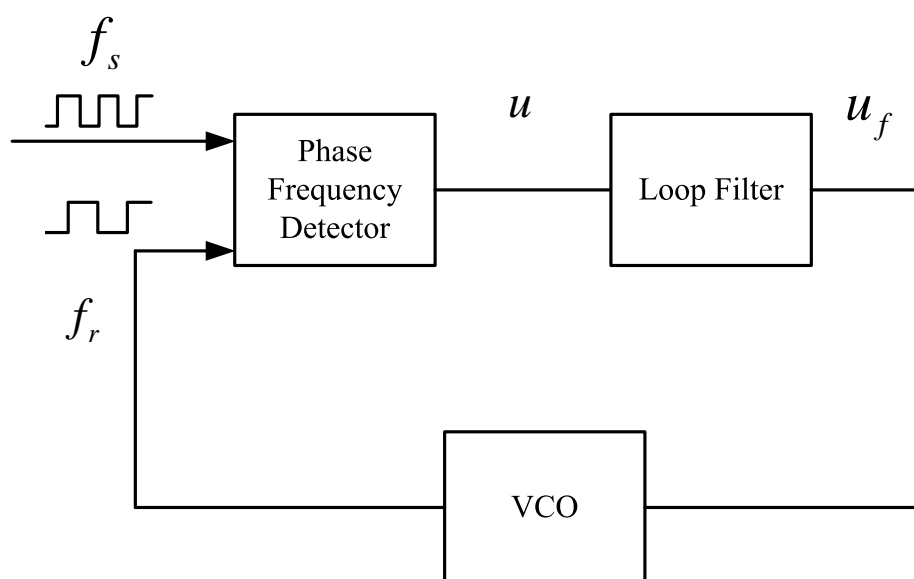 f_s
u
u_f
Phase
Frequency
Detector
Loop Filter
f_r
VCO